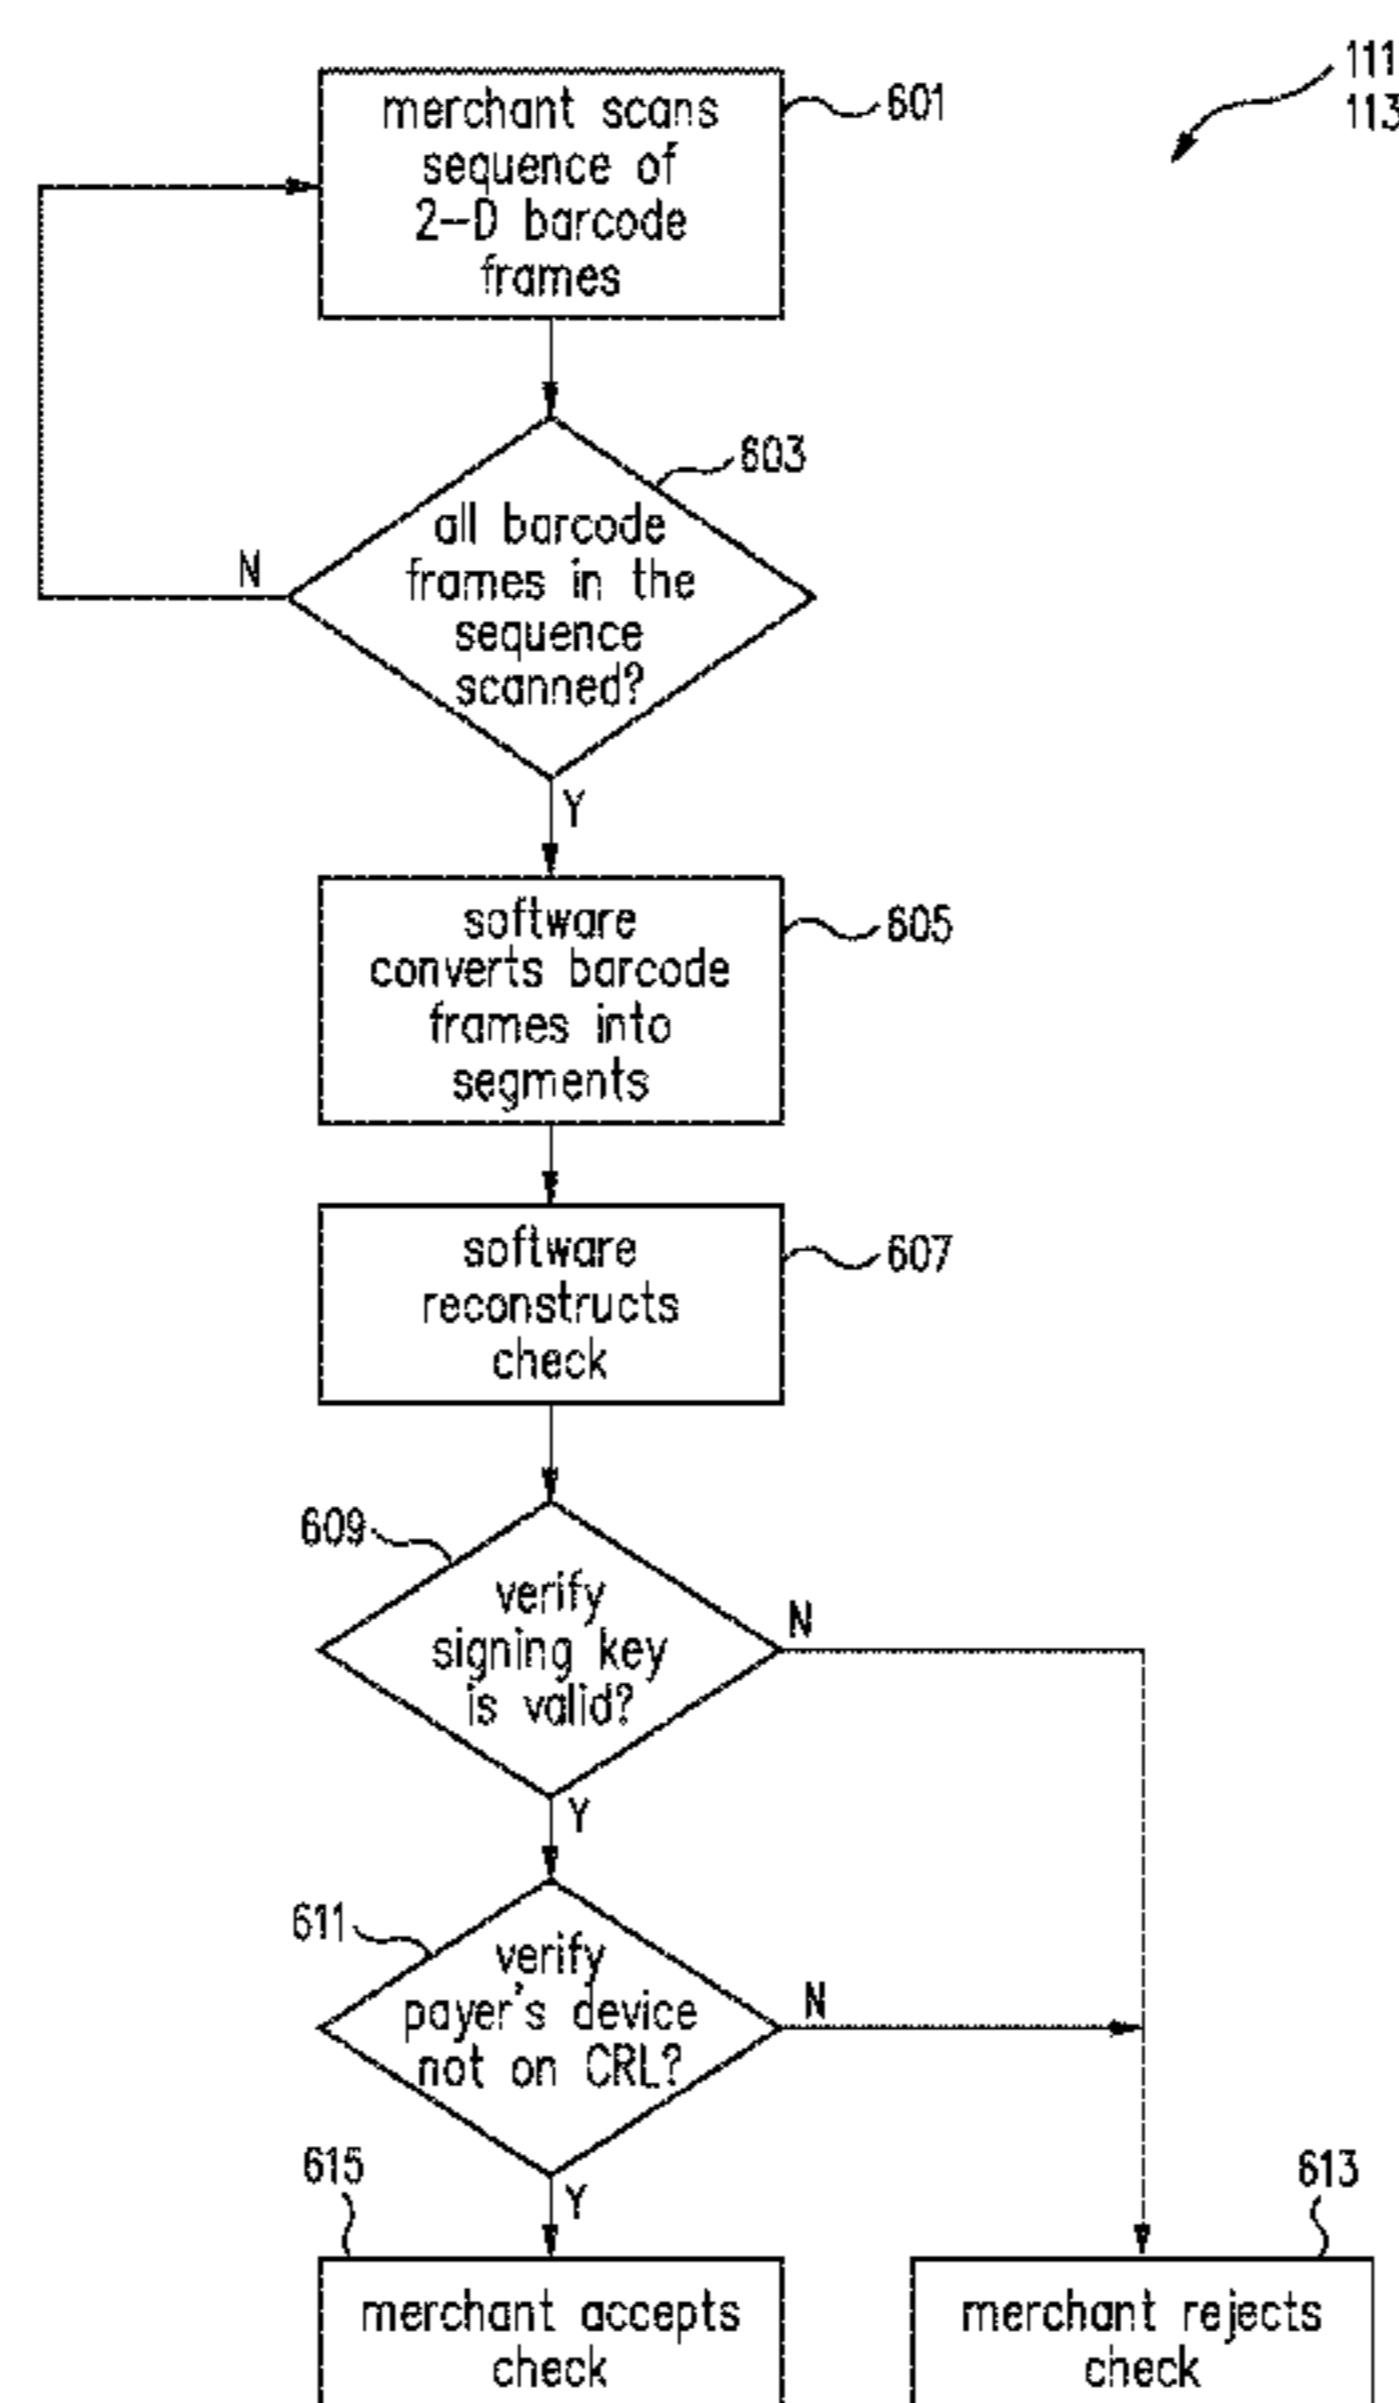 111
113
merchant scans
sequence of
2-D barcode
frames
601
603
all barcode
frames in the
sequence
scanned?
N
Y
software
converts barcode
frames into
segments
605
software
reconstructs
check
607
609
verify
signing key
is valid?
N
Y
611
verify
payer's device
not on CRL?
N
Y
615
613
merchant accepts
check
merchant rejects
check